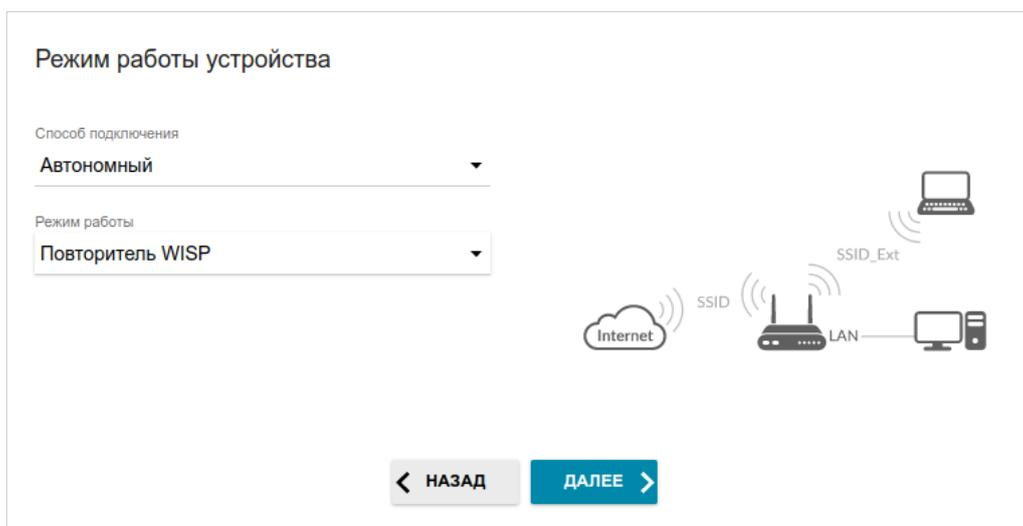 Режим работы устройства
Способ подключения
Автономный
Режим работы
Повторитель WISP
SSID_Ext
SSID
Internet
LAN
НАЗАД
ДАЛЕЕ